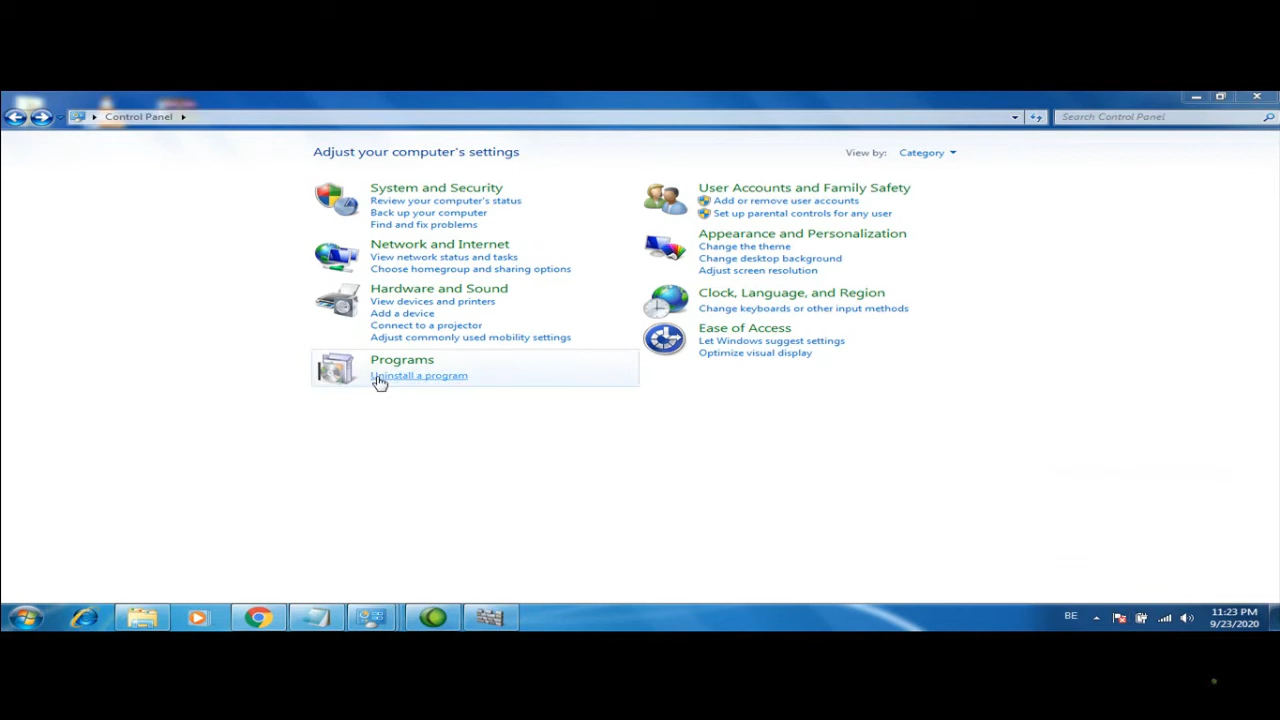 Control Panel
Search Control Panel
Adjust your computer's settings
View by: Category
System and Security
Review your computer's status
Back up your computer
Find and fix problems
Network and Internet
View network status and tasks
Choose homegroup and sharing options
Hardware and Sound
View devices and printers
Add a device
Connect to a projector
Adjust commonly used mobility settings
Programs
Uninstall a program
User Accounts and Family Safety
Add or remove user accounts
Set up parental controls for any user
Appearance and Personalization
Change the theme
Change desktop background
Adjust screen resolution
Clock, Language, and Region
Change keyboards or other input methods
Ease of Access
Let Windows suggest settings
Optimize visual display
BE
11:23 PM
9/23/2020